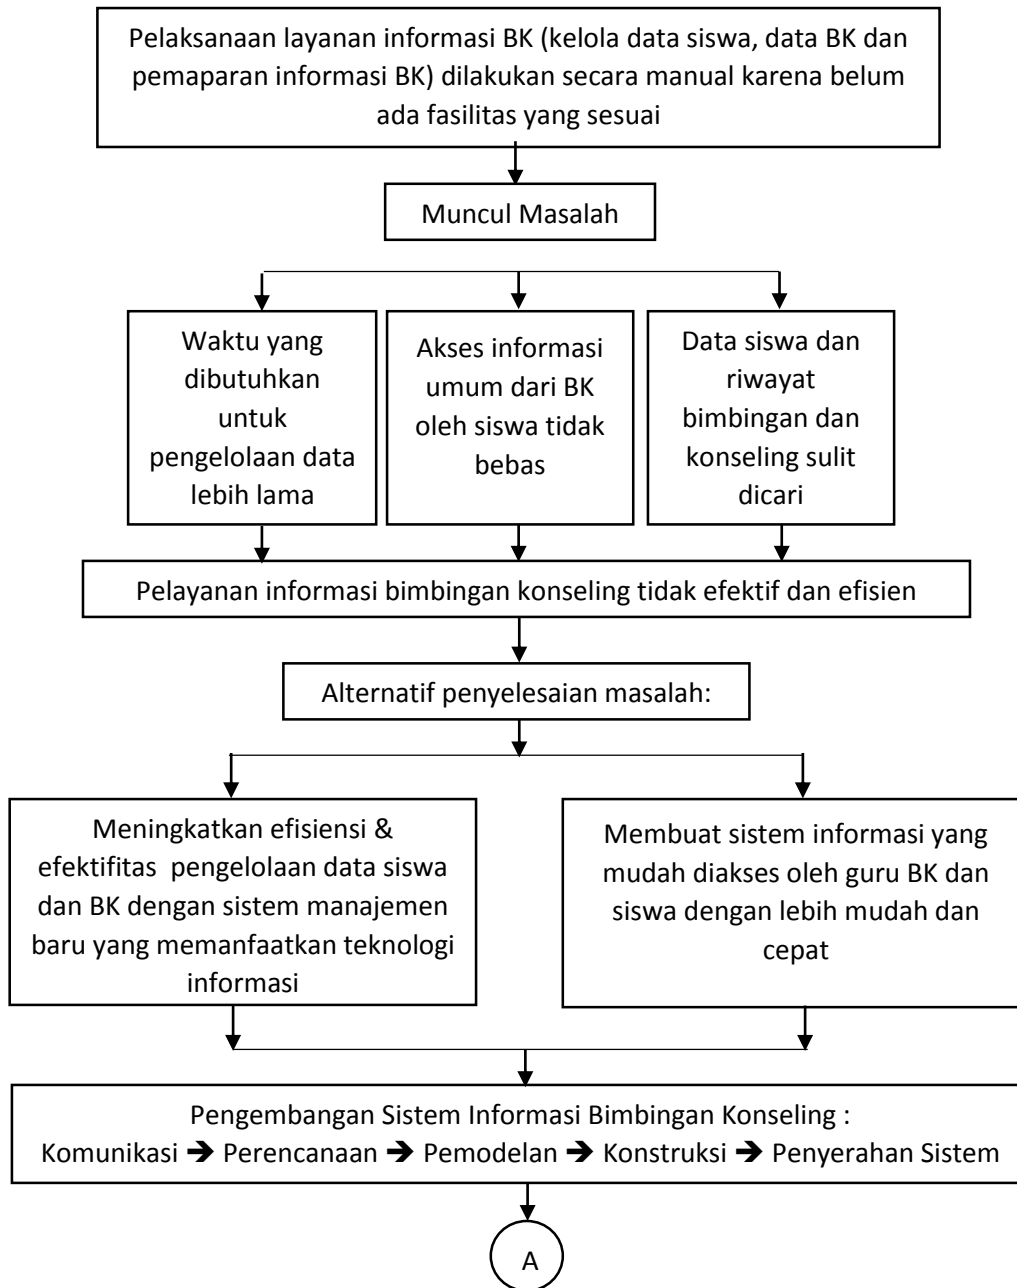 Pelaksanaan layanan informasi BK (kelola data siswa, data BK dan
pemaparan informasi BK) dilakukan secara manual karena belum
ada fasilitas yang sesuai
Muncul Masalah
Waktu yang
dibutuhkan
untuk
pengelolaan data
lebih lama
Akses informasi
umum dari BK
oleh siswa tidak
bebas
Data siswa dan
riwayat
bimbingan dan
konseling sulit
dicari
Pelayanan informasi bimbingan konseling tidak efektif dan efisien
Alternatif penyelesaian masalah:
Meningkatkan efisiensi &
efektifitas  pengelolaan data siswa
dan BK dengan sistem manajemen
baru yang memanfaatkan teknologi
informasi
Membuat sistem informasi yang
mudah diakses oleh guru BK dan
siswa dengan lebih mudah dan
cepat
Pengembangan Sistem Informasi Bimbingan Konseling :
Komunikasi ➔ Perencanaan ➔ Pemodelan ➔ Konstruksi ➔ Penyerahan Sistem
A